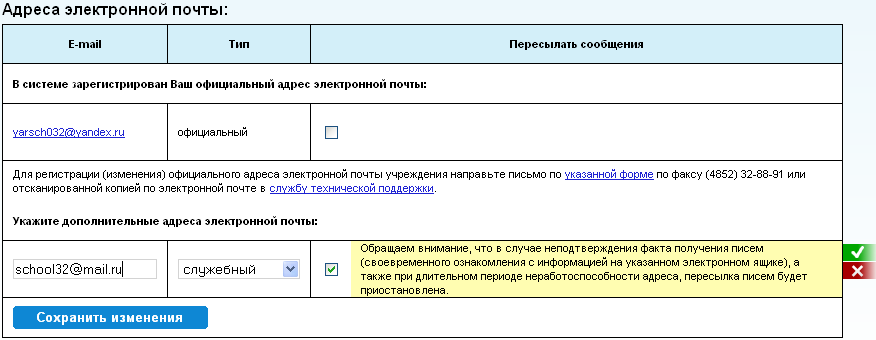 Адреса электронной почты:
E-mail Тип Пересылать сообщения
В системе зарегистрирован Ваш официальный адрес электронной почты:
yarsch032@yandex.ru официальный
Для регистрации (изменения) официального адреса электронной почты учреждения направьте письмо по указанной форме по факсу (4852) 32-88-91 или
отсканированной копией по электронной почте в службу технической поддержки.
Укажите дополнительные адреса электронной почты:
school32@mail.ru служебный
Обращаем внимание, что в случае неподтверждения факта получения писем
(своевременного ознакомления с информацией на указанном электронном ящике), а
также при длительном периоде неработоспособности адреса, пересылка писем будет
приостановлена.
Сохранить изменения